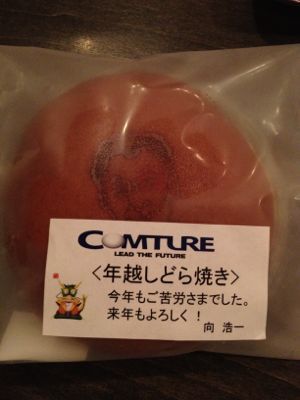 COMTURE
LEAD THE FUTURE
<年越しどら焼き>
今年もご苦労さまでした。
来年もよろしく！
向 浩一